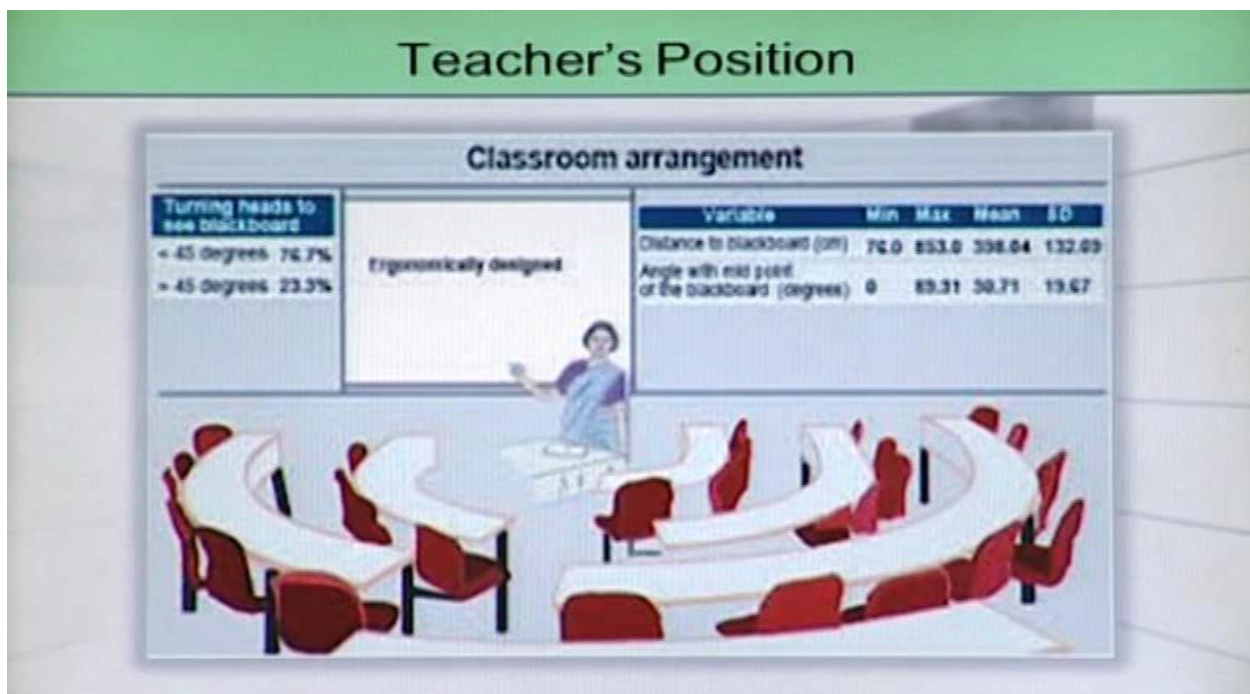 Teacher's Position
Classroom arrangement
Turning heads to
see blackboard
< 45 degrees 76.7%
> 45 degrees 23.3%
Ergonomically designed
Variable Min Max Mean SD
Distance to blackboard (cm) 76.0 853.0 398.04 132.09
Angle with mid point
of the blackboard (degrees) 0 89.31 30.71 19.67